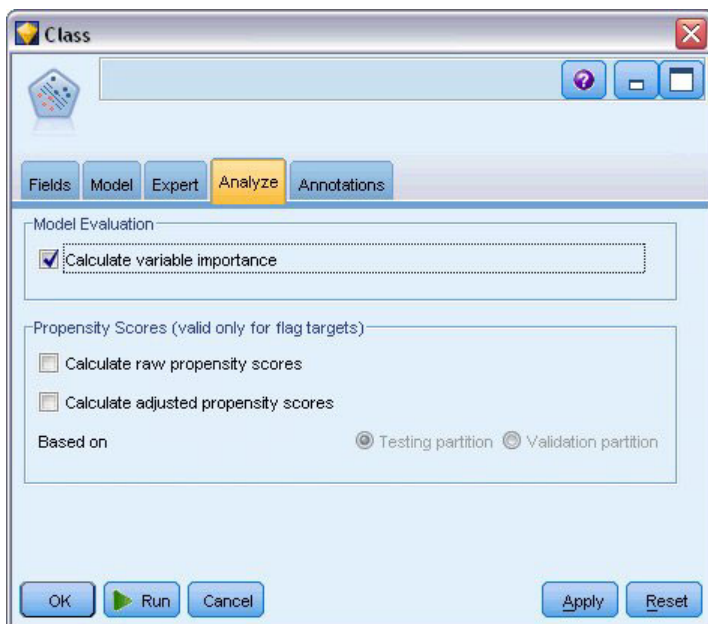 Class
Fields Model Expert Analyze Annotations
Model Evaluation
Calculate variable importance
Propensity Scores (valid only for flag targets)
Calculate raw propensity scores
Calculate adjusted propensity scores
Based on Testing partition Validation partition
OK Run Cancel Apply Reset